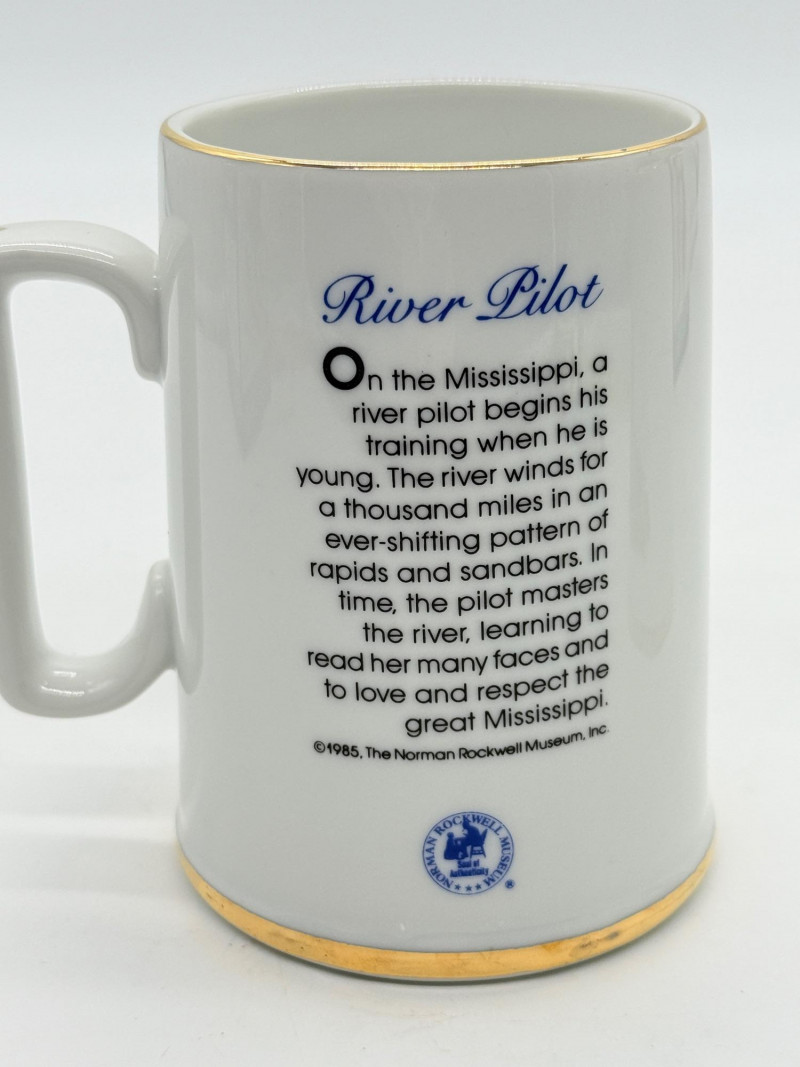 River Pilot
On the Mississippi, a
river pilot begins his
training when he is
young. The river winds for
a thousand miles in an
ever-shifting pattern of
rapids and sandbars. In
time, the pilot masters
the river, learning to
read her many faces and
to love and respect the
great Mississippi.
©1985, The Norman Rockwell Museum, Inc.
NORMAN ROCKWELL MUSEUM
Seal of
Authenticity
®